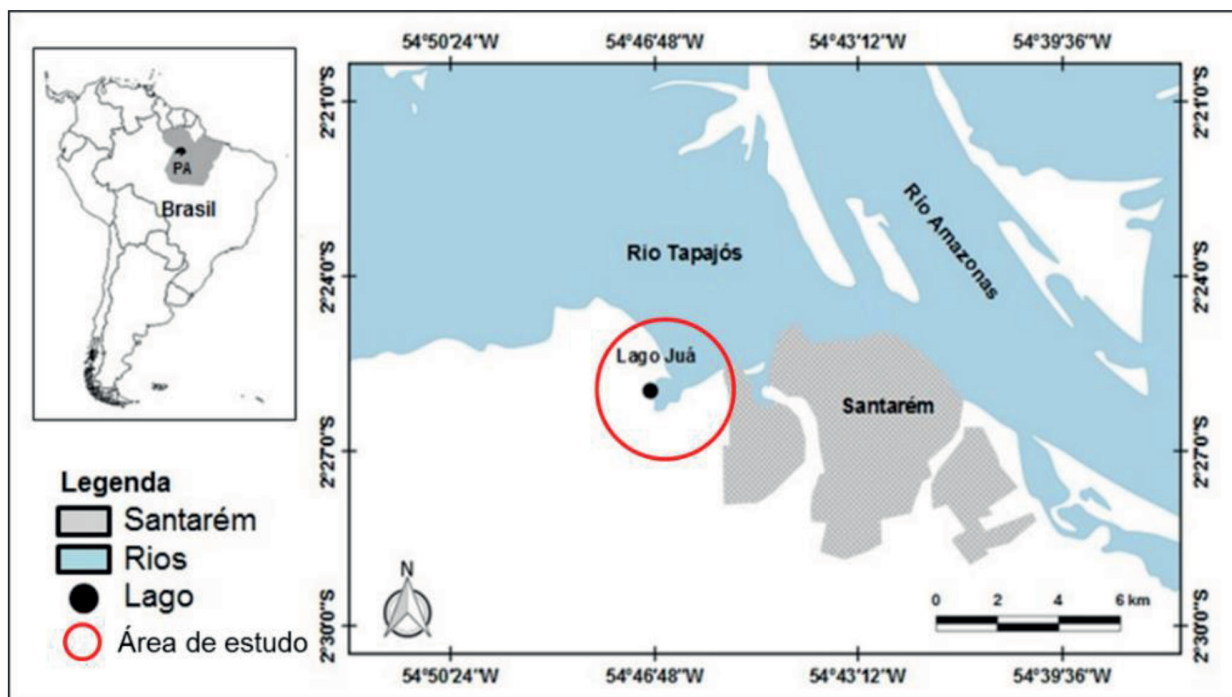 54°50'24"W 54°46'48"W 54°43'12"W 54°39'36"W
2°21'0"S
2°24'0"S
2°27'0"S
2°30'0"S
PA
Brasil
Rio Tapajós
Rio Amazonas
Lago Juá
Santarém
2°21'0"S
2°24'0"S
2°27'0"S
2°30'0"S
Legenda
Santarém
Rios
Lago
Área de estudo
N
0 2 4 6 km
54°50'24"W 54°46'48"W 54°43'12"W 54°39'36"W